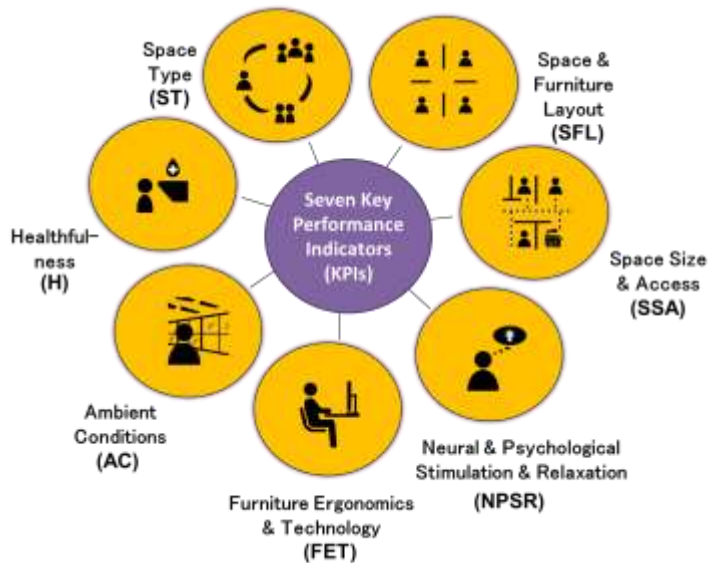 Space
Type
(ST)
Space &
Furniture
Layout
(SFL)
Seven Key
Performance
Indicators
(KPIs)
Healthful-
ness
(H)
Space Size
& Access
(SSA)
Ambient
Conditions
(AC)
Neural & Psychological
Stimulation & Relaxation
(NPSR)
Furniture Ergonomics
& Technology
(FET)